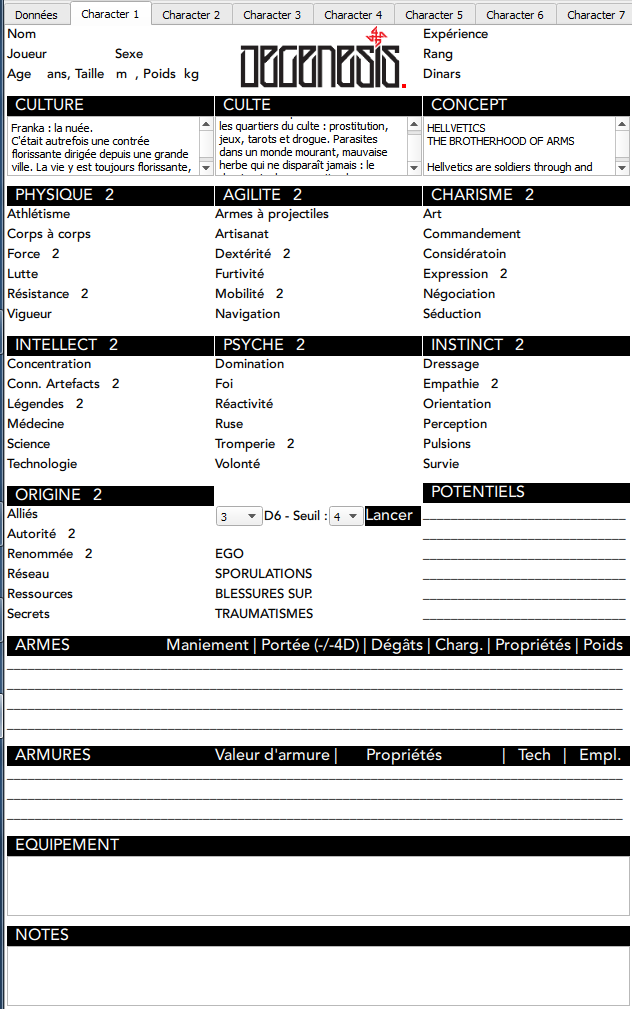 Données Character 1 Character 2 Character 3 Character 4 Character 5 Character 6 Character 7
Nom Expérience
Joueur Sexe Rang
Age ans, Taille m , Poids kg Dinars
DEGENESIS.
CULTURE CULTE CONCEPT
Franka : la nuée.
C'était autrefois une contrée
florissante dirigée depuis une grande
ville. La vie y est toujours florissante,
les quartiers du culte : prostitution,
jeux, tarots et drogue. Parasites
dans un monde mourant, mauvaise
herbe qui ne disparaît jamais : le
HELLVETICS
THE BROTHERHOOD OF ARMS
Hellvetics are soldiers through and
PHYSIQUE 2 AGILITE 2 CHARISME 2
Athlétisme Armes à projectiles Art
Corps à corps Artisanat Commandement
Force 2 Dextérité 2 Considératoin
Lutte Furtivité Expression 2
Résistance 2 Mobilité 2 Négociation
Vigueur Navigation Séduction
INTELLECT 2 PSYCHE 2 INSTINCT 2
Concentration Domination Dressage
Conn. Artefacts 2 Foi Empathie 2
Légendes 2 Réactivité Orientation
Médecine Ruse Perception
Science Tromperie 2 Pulsions
Technologie Volonté Survie
ORIGINE 2 POTENTIELS
Alliés 3 D6 - Seuil : 4 Lancer
Autorité 2
Renommée 2 EGO
Réseau SPORULATIONS
Ressources BLESSURES SUP.
Secrets TRAUMATISMES
ARMES Maniement | Portée (-/-4D) | Dégâts | Charg. | Propriétés | Poids
ARMURES Valeur d'armure | Propriétés | Tech | Empl.
EQUIPEMENT
NOTES